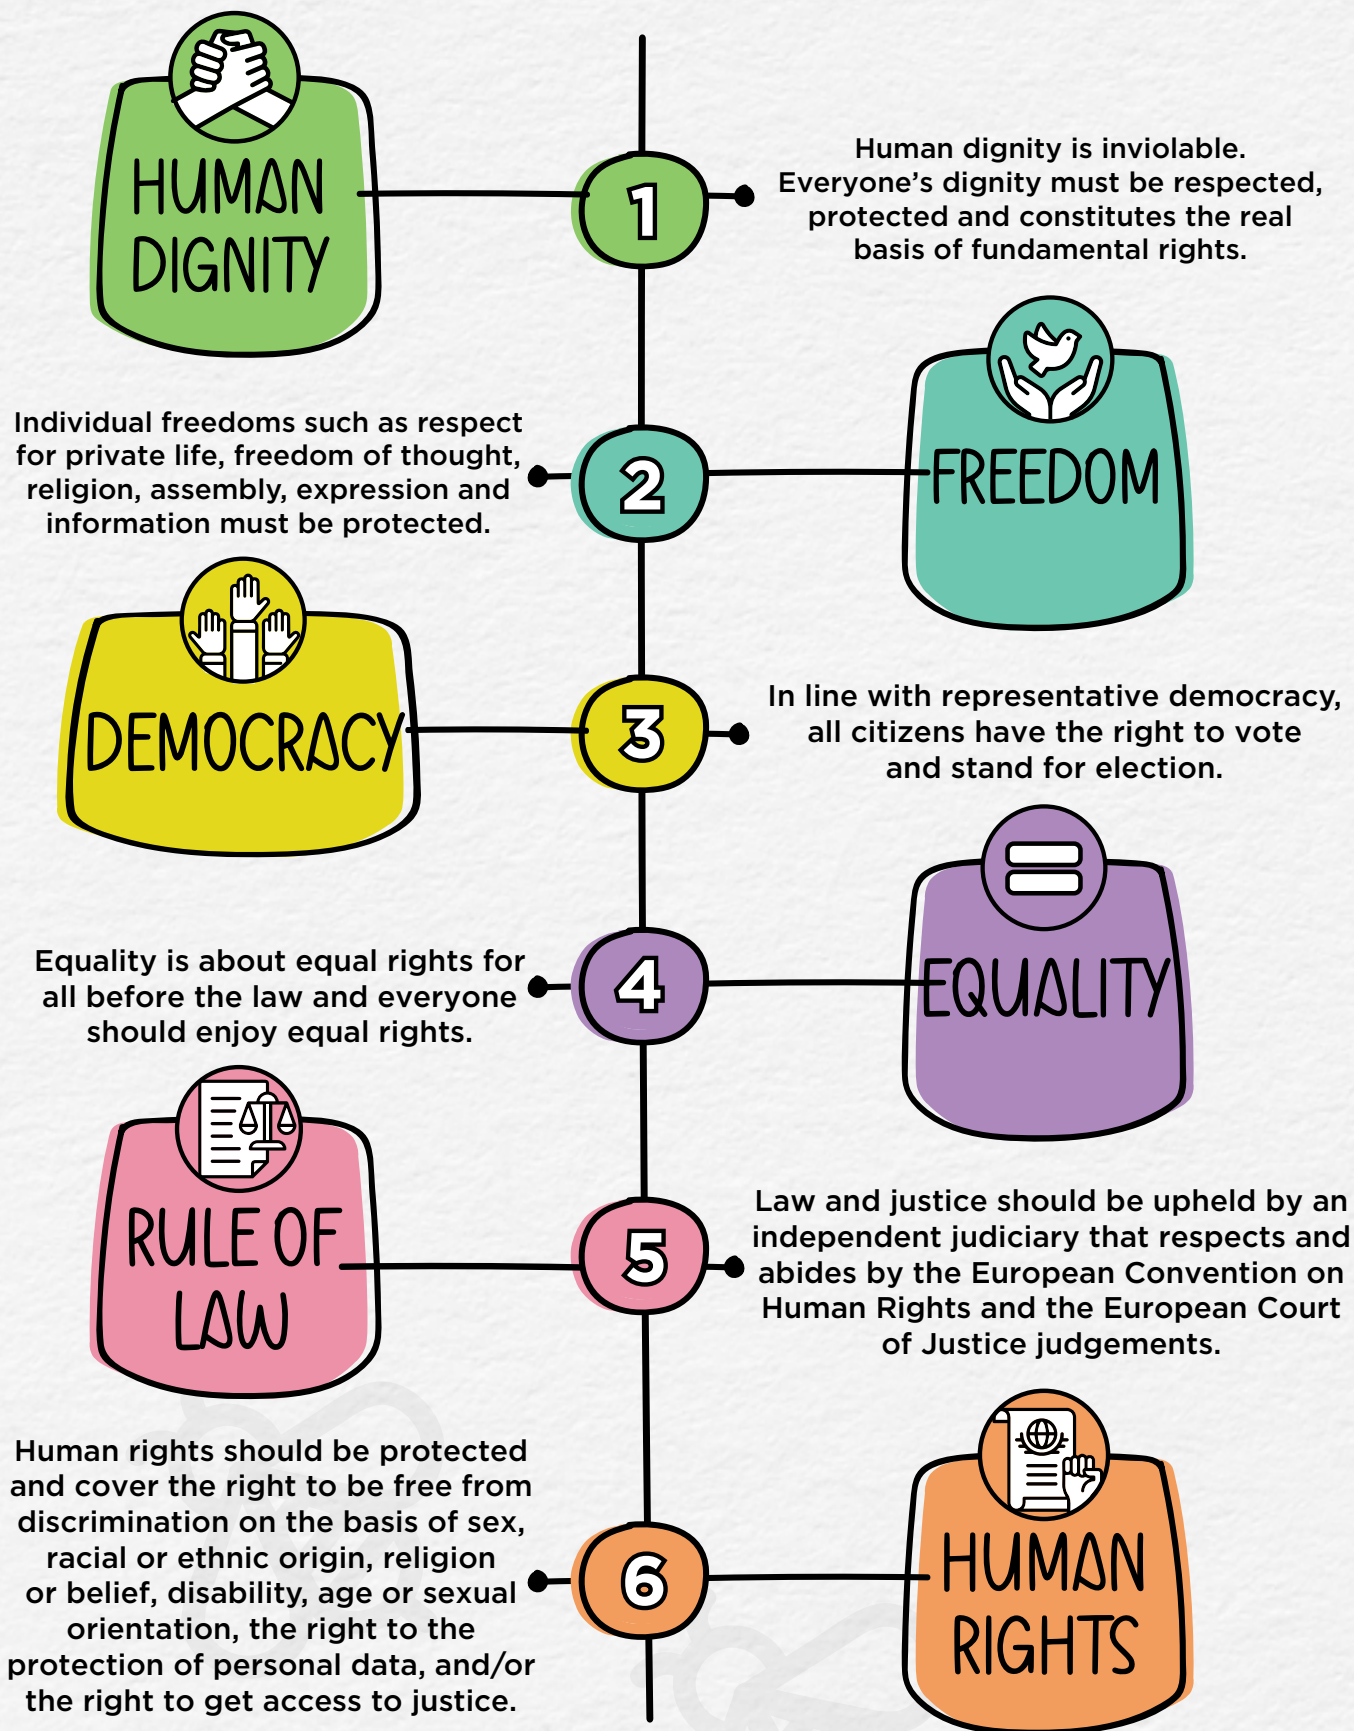 HUMAN
DIGNITY
1
Human dignity is inviolable.
Everyone’s dignity must be respected,
protected and constitutes the real
basis of fundamental rights.
FREEDOM
2
Individual freedoms such as respect
for private life, freedom of thought,
religion, assembly, expression and
information must be protected.
DEMOCRACY
3
In line with representative democracy,
all citizens have the right to vote
and stand for election.
EQUALITY
4
Equality is about equal rights for
all before the law and everyone
should enjoy equal rights.
RULE OF
LAW
5
Law and justice should be upheld by an
independent judiciary that respects and
abides by the European Convention on
Human Rights and the European Court
of Justice judgements.
HUMAN
RIGHTS
6
Human rights should be protected
and cover the right to be free from
discrimination on the basis of sex,
racial or ethnic origin, religion
or belief, disability, age or sexual
orientation, the right to the
protection of personal data, and/or
the right to get access to justice.